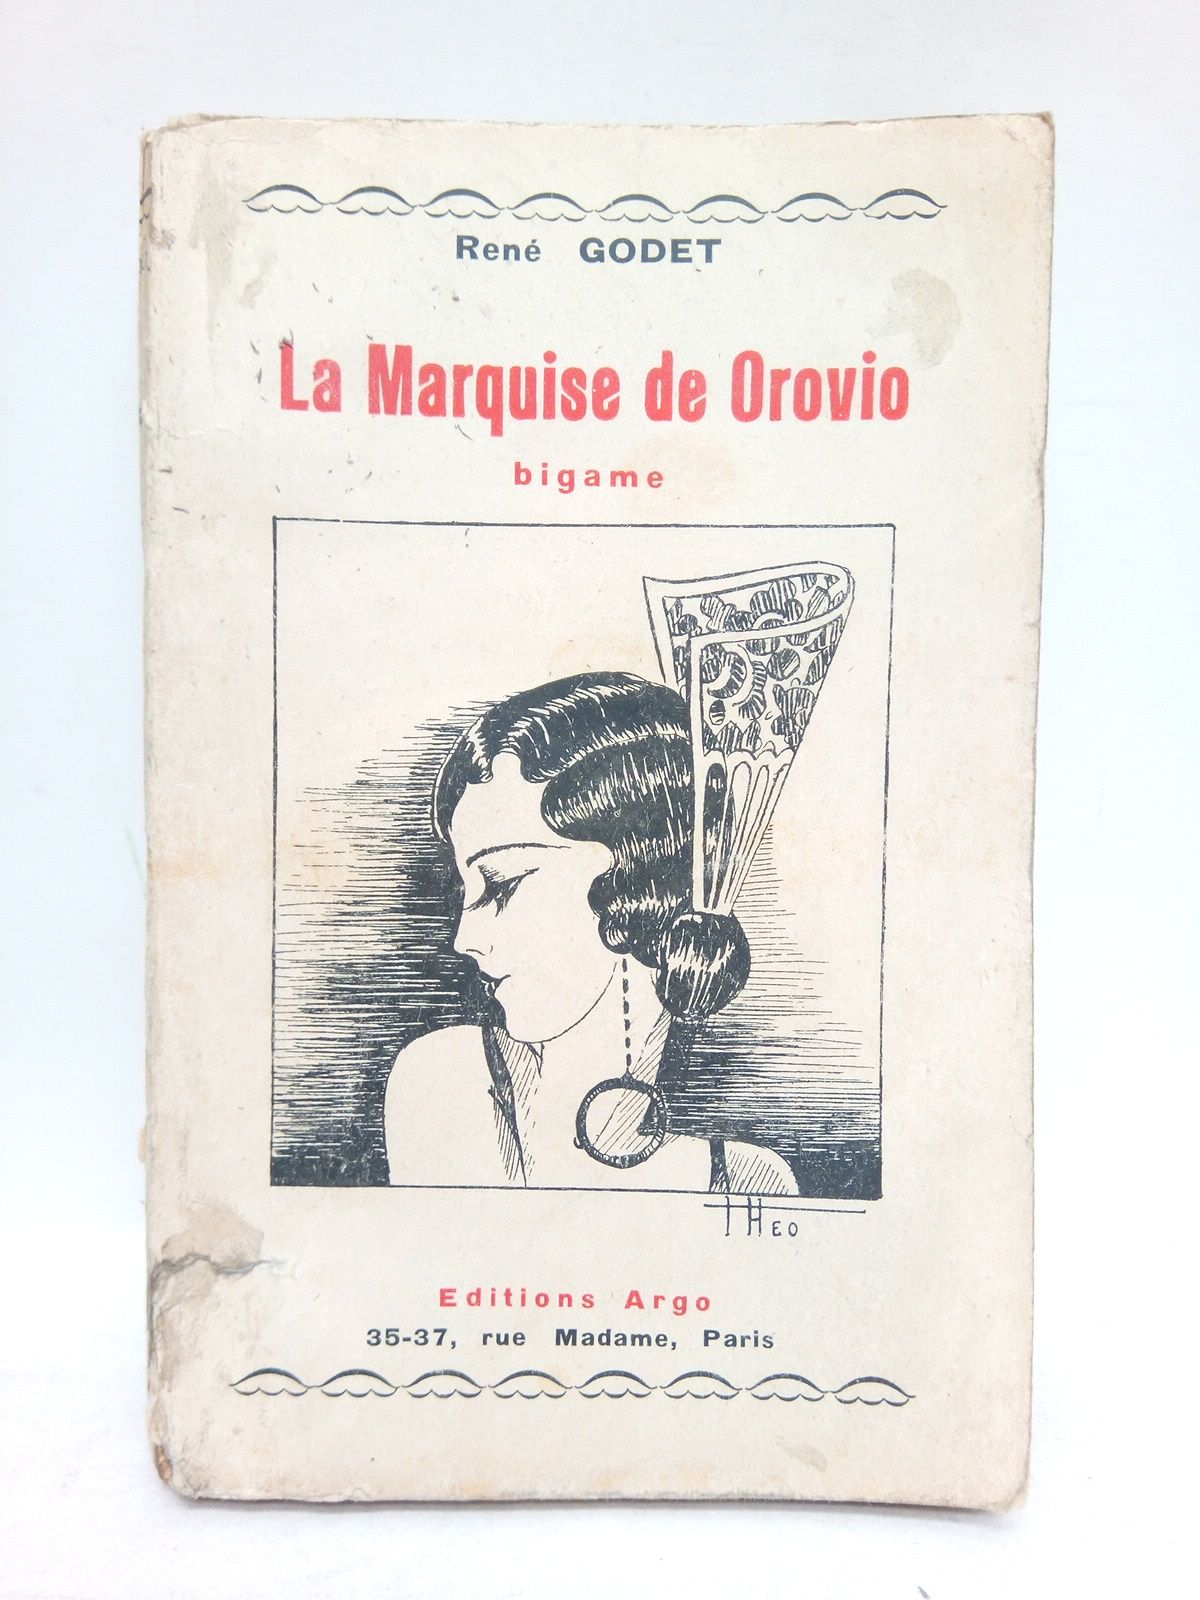 René GODET
La Marquise de Orovio
bigame
THEO
Editions Argo
35-37, rue Madame, Paris